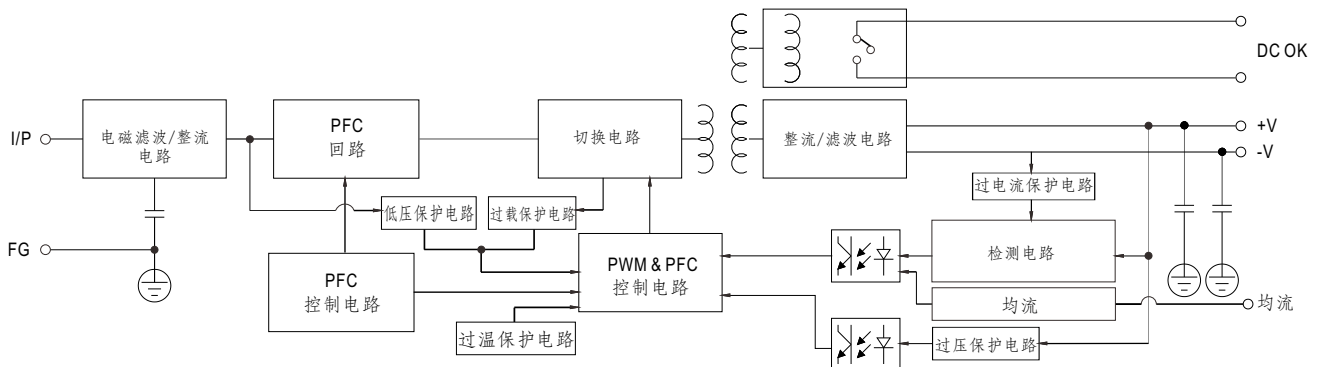 DC OK
I/P
电磁滤波/整流
电路
PFC
回路
切换电路
整流/滤波电路
+V
-V
过电流保护电路
低压保护电路
过载保护电路
FG
PFC
控制电路
PWM & PFC
控制电路
检测电路
均流
均流
过温保护电路
过压保护电路